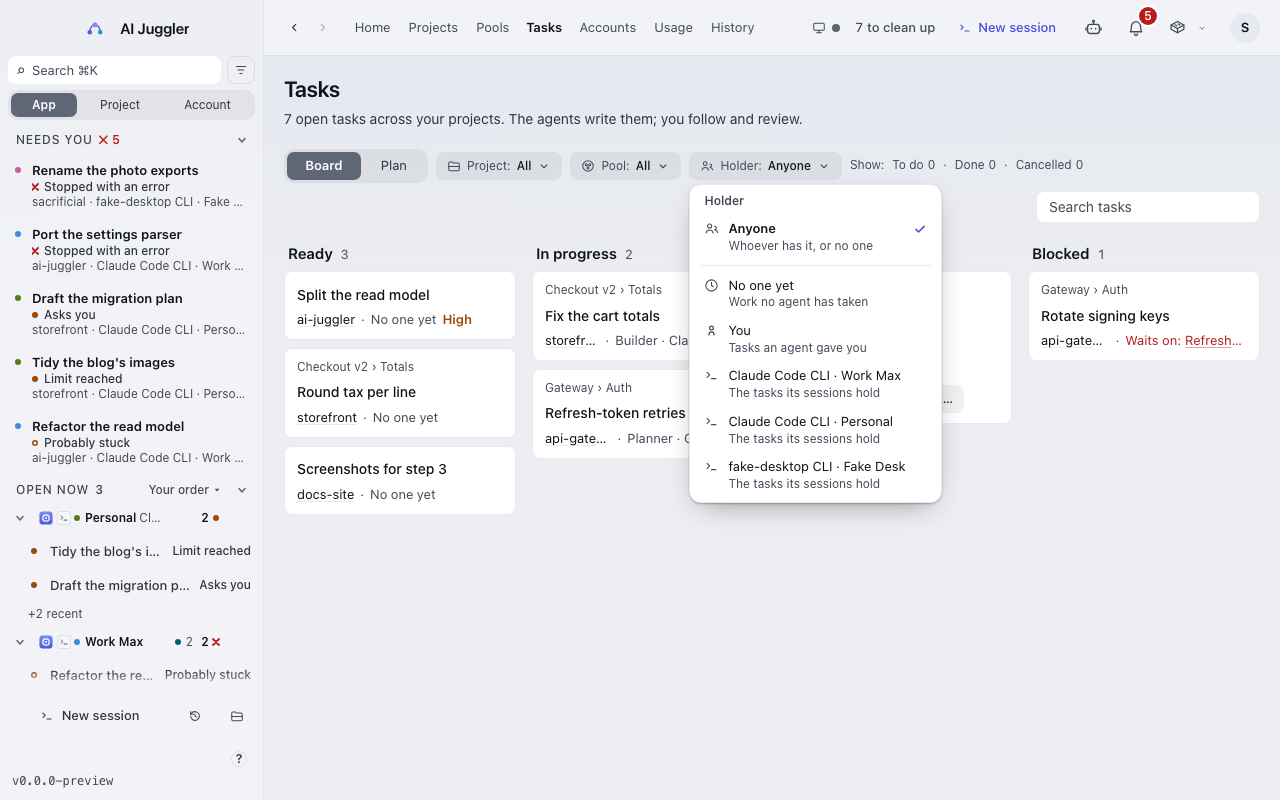 AI Juggler
Search ⌘K
App Project Account
NEEDS YOU 5
Rename the photo exports
Stopped with an error
sacrificial · fake-desktop CLI · Fake ...
Port the settings parser
Stopped with an error
ai-juggler · Claude Code CLI · Work ...
Draft the migration plan
Asks you
storefront · Claude Code CLI · Perso...
Tidy the blog's images
Limit reached
storefront · Claude Code CLI · Perso...
Refactor the read model
Probably stuck
ai-juggler · Claude Code CLI · Work ...
OPEN NOW 3 Your order
Personal Cl... 2
Tidy the blog's i... Limit reached
Draft the migration p... Asks you
+2 recent
Work Max 2 2
Refactor the re... Probably stuck
New session
?
v0.0.0-preview
Home Projects Pools Tasks Accounts Usage History
7 to clean up
New session
5
S
Tasks
7 open tasks across your projects. The agents write them; you follow and review.
Board Plan
Project: All
Pool: All
Holder: Anyone
Show: To do 0 · Done 0 · Cancelled 0
Search tasks
Ready 3
Split the read model
ai-juggler · No one yet High
Checkout v2 › Totals
Round tax per line
storefront · No one yet
Screenshots for step 3
docs-site · No one yet
In progress 2
Checkout v2 › Totals
Fix the cart totals
storefr... · Builder · Cla
Gateway › Auth
Refresh-token retries
api-gate... · Planner · C
Holder
Anyone
Whoever has it, or no one
No one yet
Work no agent has taken
You
Tasks an agent gave you
Claude Code CLI · Work Max
The tasks its sessions hold
Claude Code CLI · Personal
The tasks its sessions hold
fake-desktop CLI · Fake Desk
The tasks its sessions hold
...
Blocked 1
Gateway › Auth
Rotate signing keys
api-gate... · Waits on: Refresh...